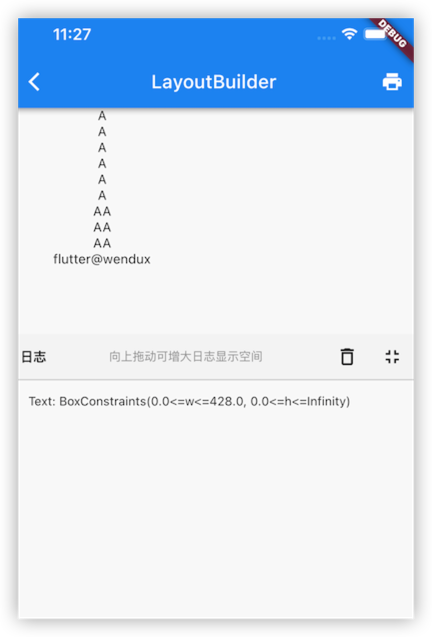 11:27
DEBUG
LayoutBuilder
A
A
A
A
A
A
AA
AA
AA
flutter@wendux
日志 向上拖动可增大日志显示空间
Text: BoxConstraints(0.0<=w<=428.0, 0.0<=h<=Infinity)